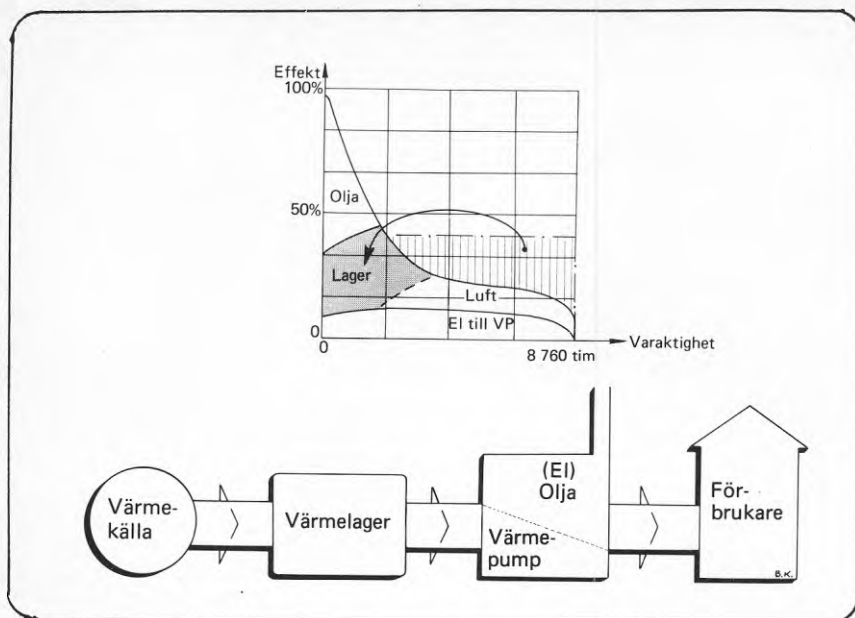 Effekt
100%
Olja
50%
Lager
Luft
El till VP
0
0
8 760 tim
Varaktighet
Värme-
källa
Värmelager
(El)
Olja
Värme-
pump
För-
brukare
B.K.